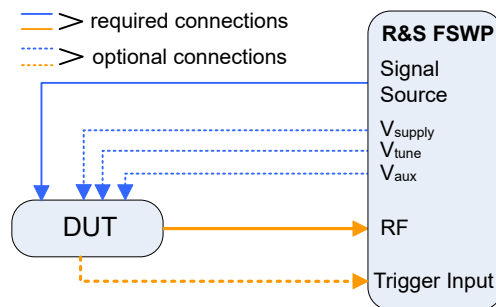 required connections
optional connections
R&S FSWP
Signal
Source
Vsupply
Vtune
Vaux
DUT
RF
Trigger Input